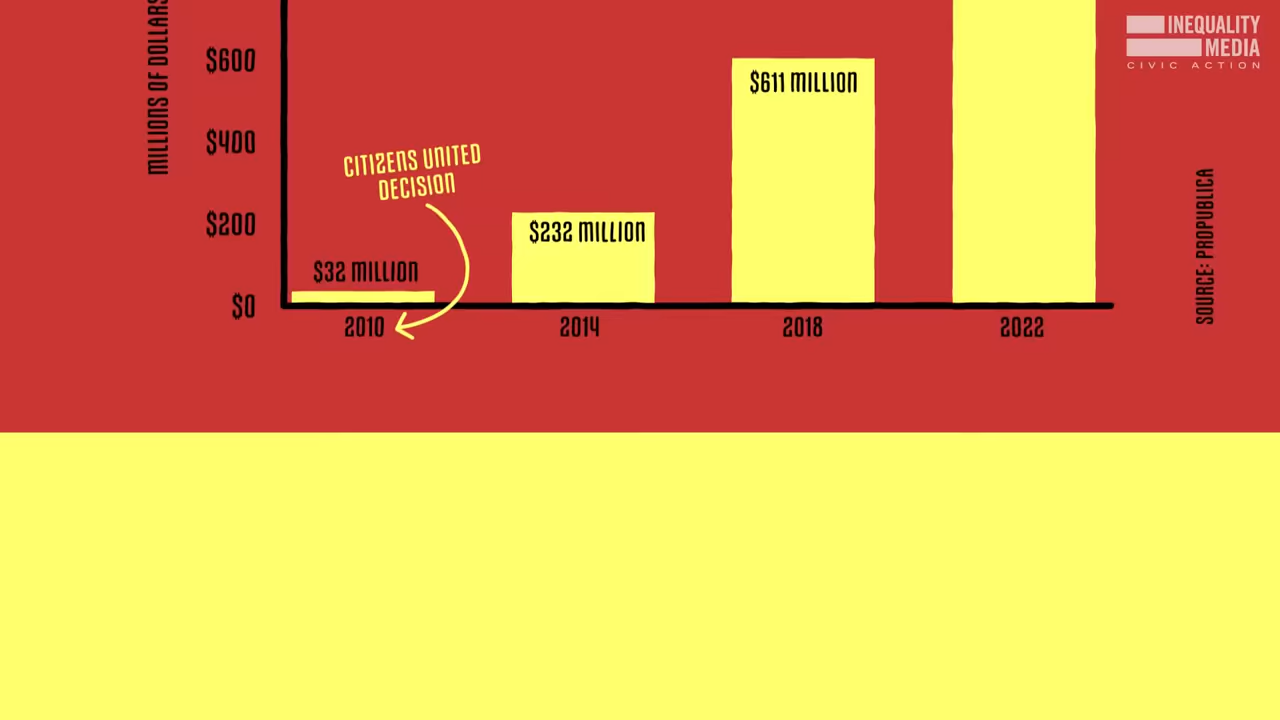 INEQUALITY
MEDIA
CIVIC ACTION
MILLIONS OF DOLLARS
$600
$400
$200
$0
CITIZENS UNITED
DECISION
$32 MILLION
$232 MILLION
$611 MILLION
2010
2014
2018
2022
SOURCE: PROPUBLICA